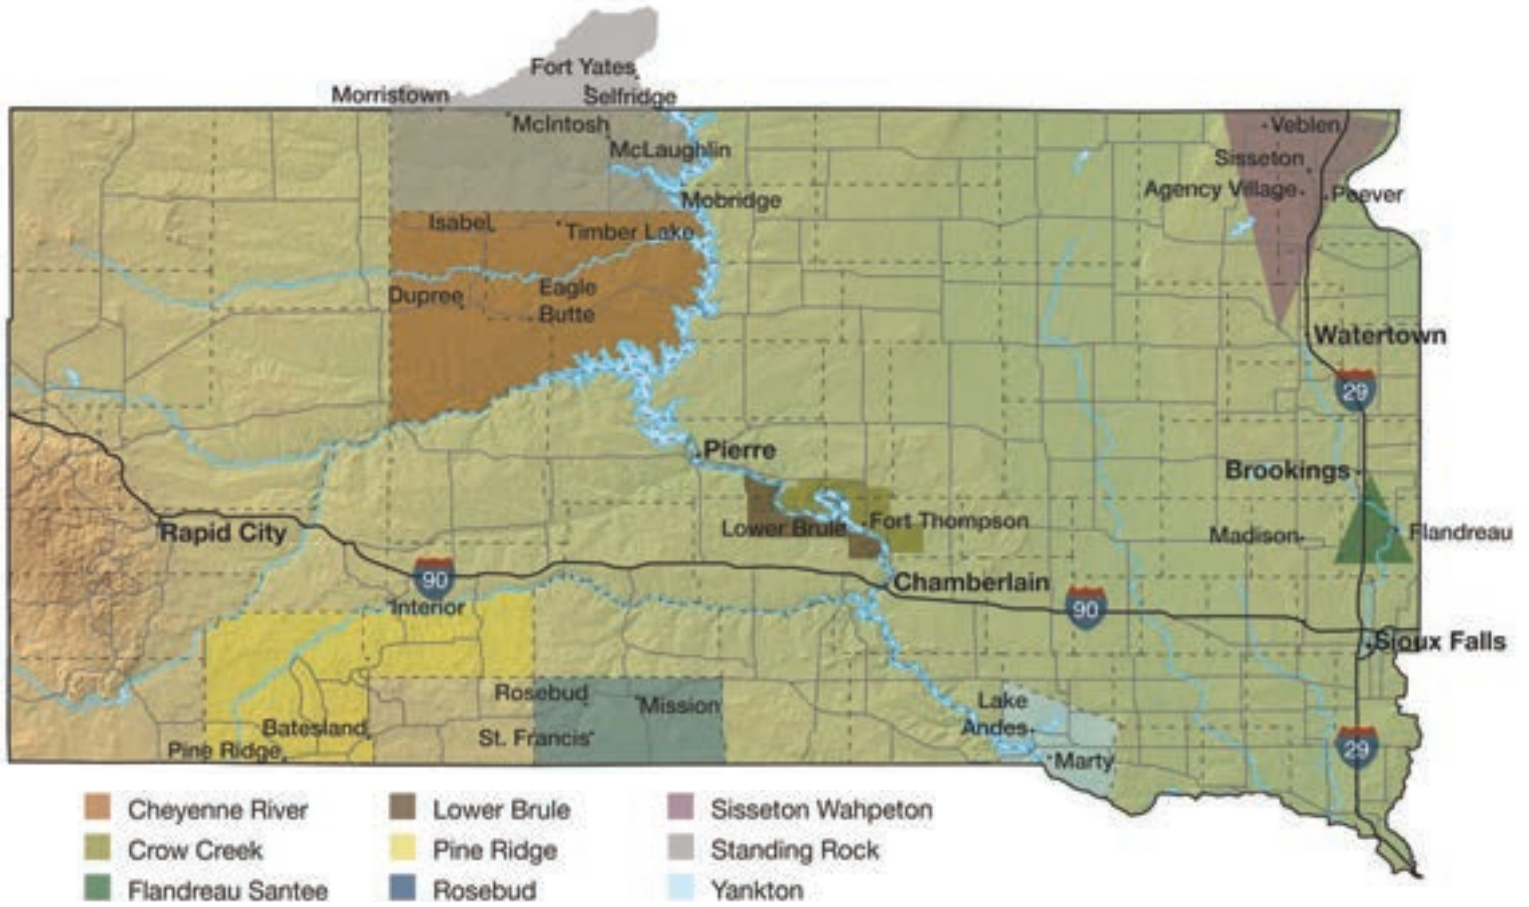 Fort Yates
Morristown
Selfridge
McIntosh
McLaughlin
Veblen
Sisseton
Agency Village
Peever
Mobridge
Isabel
Timber Lake
Dupree
Eagle
Butte
Watertown
29
Pierre
Brookings
Rapid City
Lower Brule
Fort Thompson
Madison
Flandreau
90
Chamberlain
Interior
90
Sioux Falls
Rosebud
Mission
Lake
Andes
Batesland
St. Francis
Pine Ridge
Marty
29
Cheyenne River
Lower Brule
Sisseton Wahpeton
Crow Creek
Pine Ridge
Standing Rock
Flandreau Santee
Rosebud
Yankton